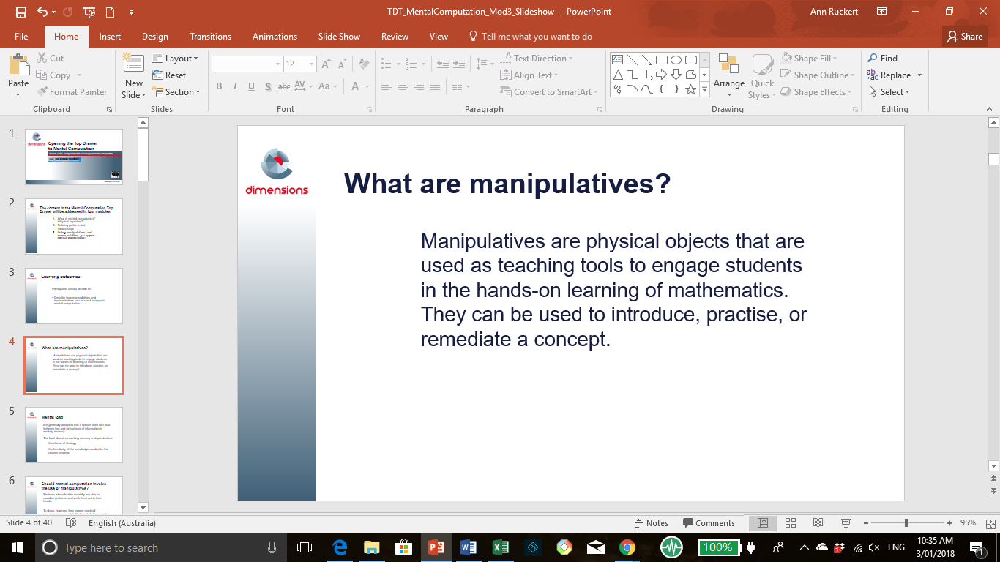 TDT_MentalComputation_Mod3_Slideshow - PowerPoint
Ann Ruckert
File Home Insert Design Transitions Animations Slide Show Review View Tell me what you want to do Share
Paste
Cut
Copy
Format Painter
Clipboard
New
Slide
Layout
Reset
Section
Slides
12
B I U S abc AV Aa A
Font
Text Direction
Align Text
Convert to SmartArt
Paragraph
Arrange
Quick
Styles
Shape Fill
Shape Outline
Shape Effects
Drawing
Find
Replace
Select
Editing
1
dimensions
Opening the Top Drawer
to Mental Computation
2
The content in the Mental Computation Top
Drawer will be addressed in four modules
1. What is mental computation?
Why is it important?
2. Noticing patterns and
relationships
3. Using manipulatives and
representations to support
mental computation
3
Learning outcomes:
Participants should be able to:
• Describe how manipulatives and
representations can be used to support
mental computation.
4
What are manipulatives?
Manipulatives are physical objects that are
used as teaching tools to engage students
in the hands-on learning of mathematics.
They can be used to introduce, practise, or
remediate a concept.
5
Mental load
It is generally accepted that a human brain can hold
between five and nine pieces of information in
working memory.
The load placed on working memory is dependent on:
• the choice of strategy
• the familiarity of the knowledge needed for the
chosen strategy.
6
Should mental computation involve
the use of manipulatives?
Students who calculate mentally are able to
visualise problems and work them out in their
heads.
To do so, however, they require practical
dimensions
What are manipulatives?
Manipulatives are physical objects that are
used as teaching tools to engage students
in the hands-on learning of mathematics.
They can be used to introduce, practise, or
remediate a concept.
Slide 4 of 40 English (Australia) Notes Comments 95%
Type here to search
100%
ENG
10:35 AM
3/01/2018
1